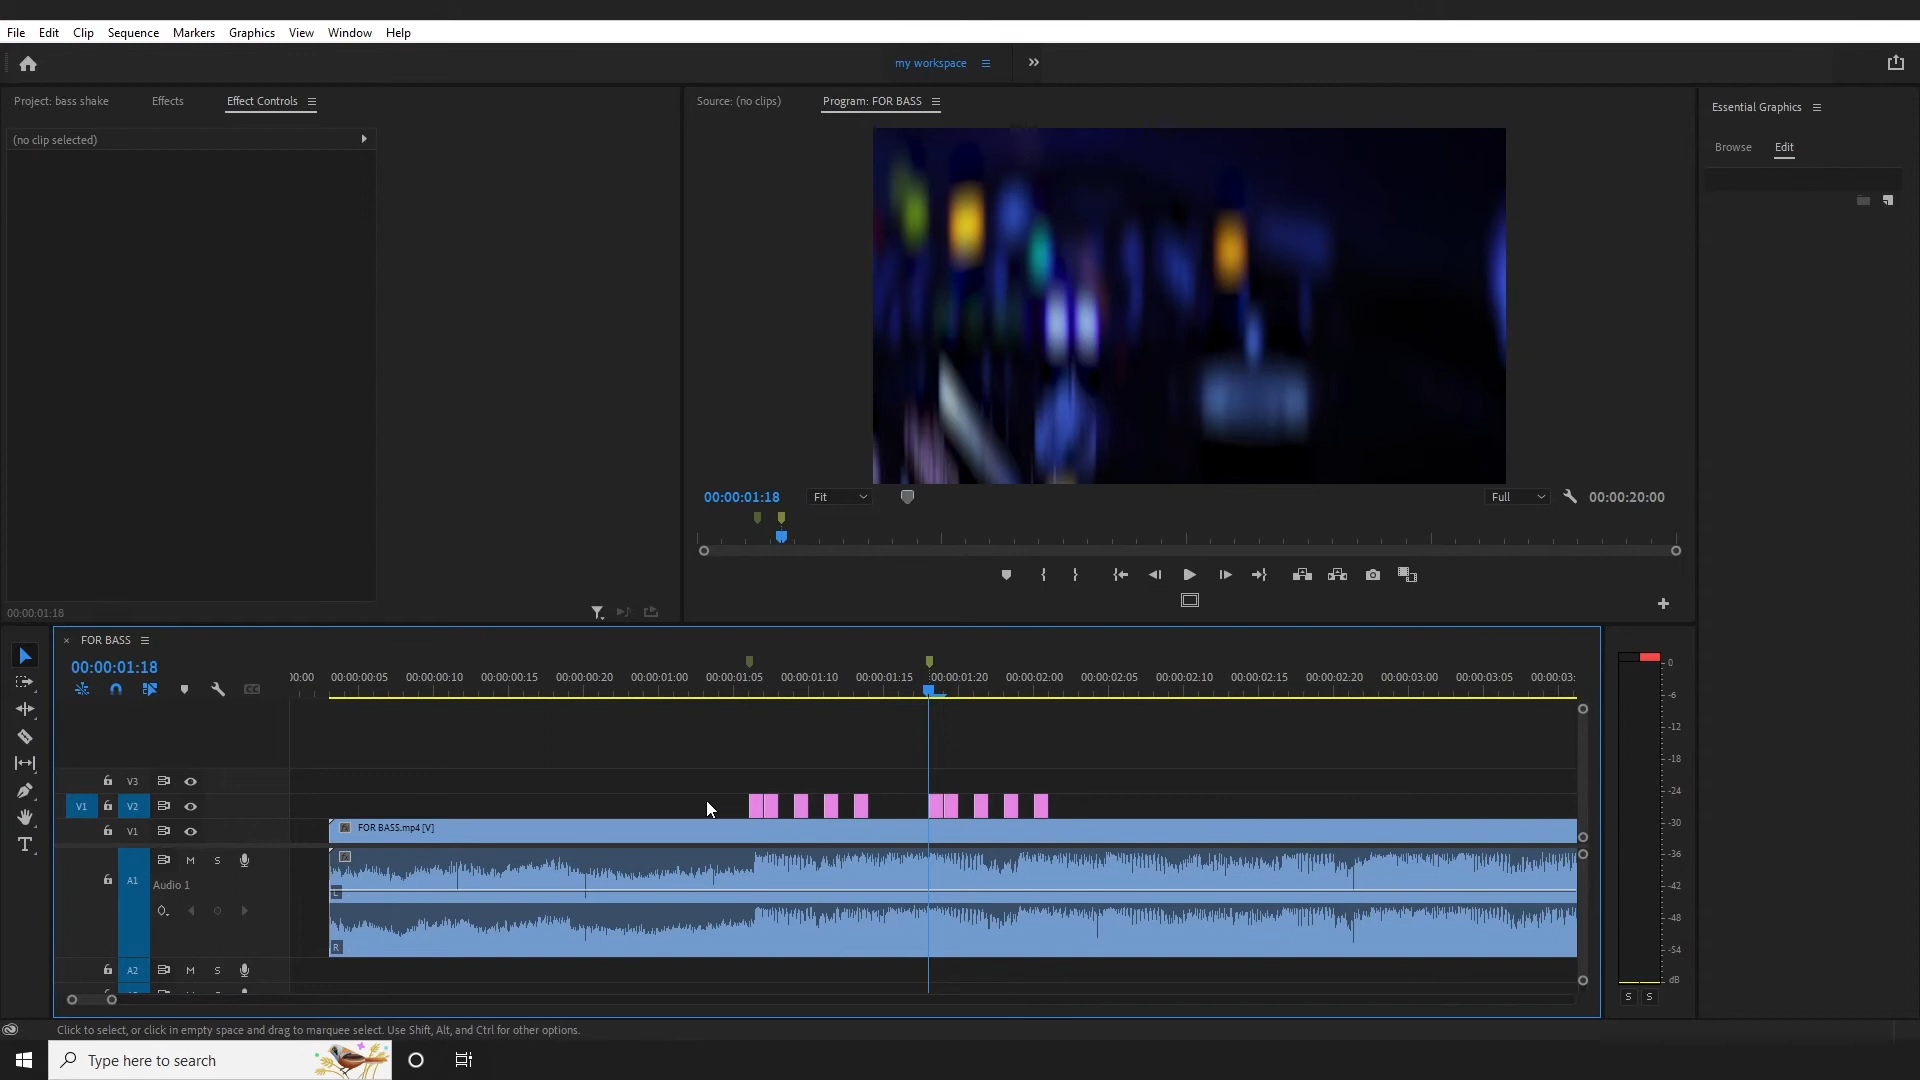 File Edit Clip Sequence Markers Graphics View Window Help
my workspace
Project: bass shake Effects Effect Controls
Source: (no clips) Program: FOR BASS
Essential Graphics
(no clip selected)
Browse Edit
00:00:01:18 Fit Full 00:00:20:00
00:00:01:18
FOR BASS
00:00:01:18
00:00 00:00:00:05 00:00:00:10 00:00:00:15 00:00:00:20 00:00:01:00 00:00:01:05 00:00:01:10 00:00:01:15 00:00:01:20 00:00:02:00 00:00:02:05 00:00:02:10 00:00:02:15 00:00:02:20 00:00:03:00 00:00:03:05 00:00:03:
V3
V1 V2
V1 fx FOR BASS.mp4 [V]
A1 M S fx
Audio 1
L
R
A2 M S
0
-6
-12
-18
-24
-30
-36
-42
-48
-54
dB
S S
Click to select, or click in empty space and drag to marquee select. Use Shift, Alt, and Ctrl for other options.
Type here to search